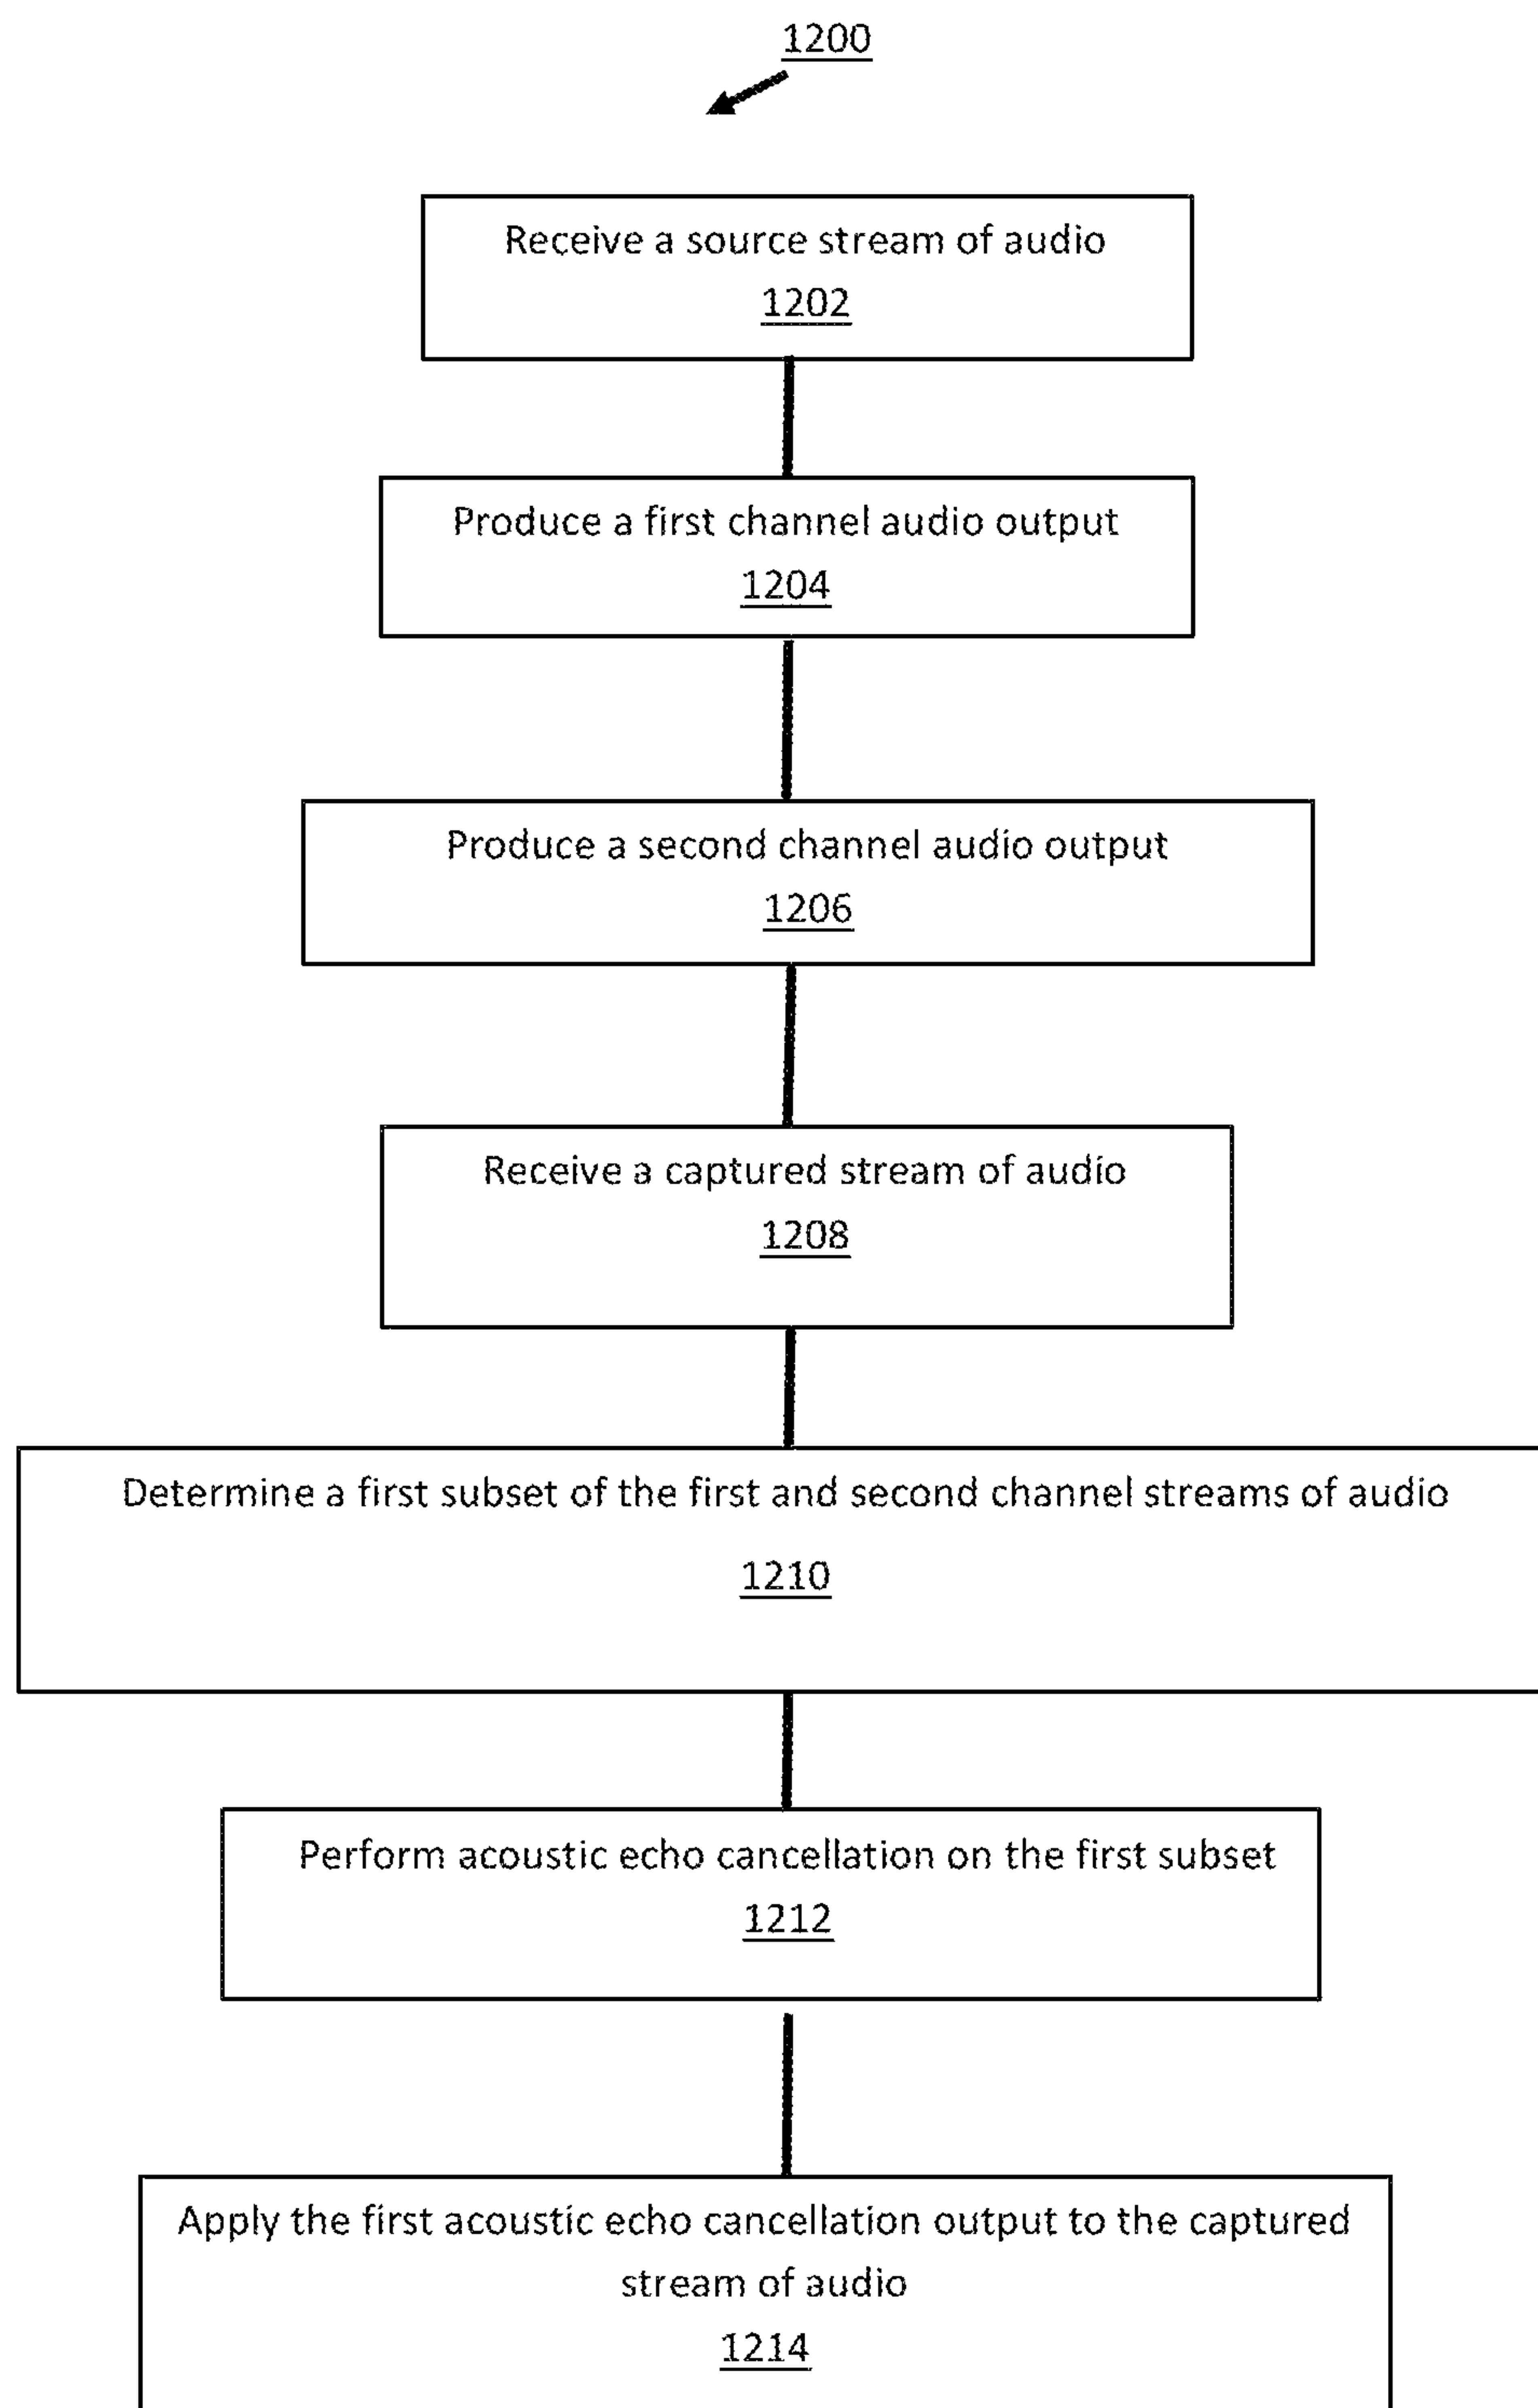 1200
Receive a source stream of audio
1202
Produce a first channel audio output
1204
Produce a second channel audio output
1206
Receive a captured stream of audio
1208
Determine a first subset of the first and second channel streams of audio
1210
Perform acoustic echo cancellation on the first subset
1212
Apply the first acoustic echo cancellation output to the captured
stream of audio
1214